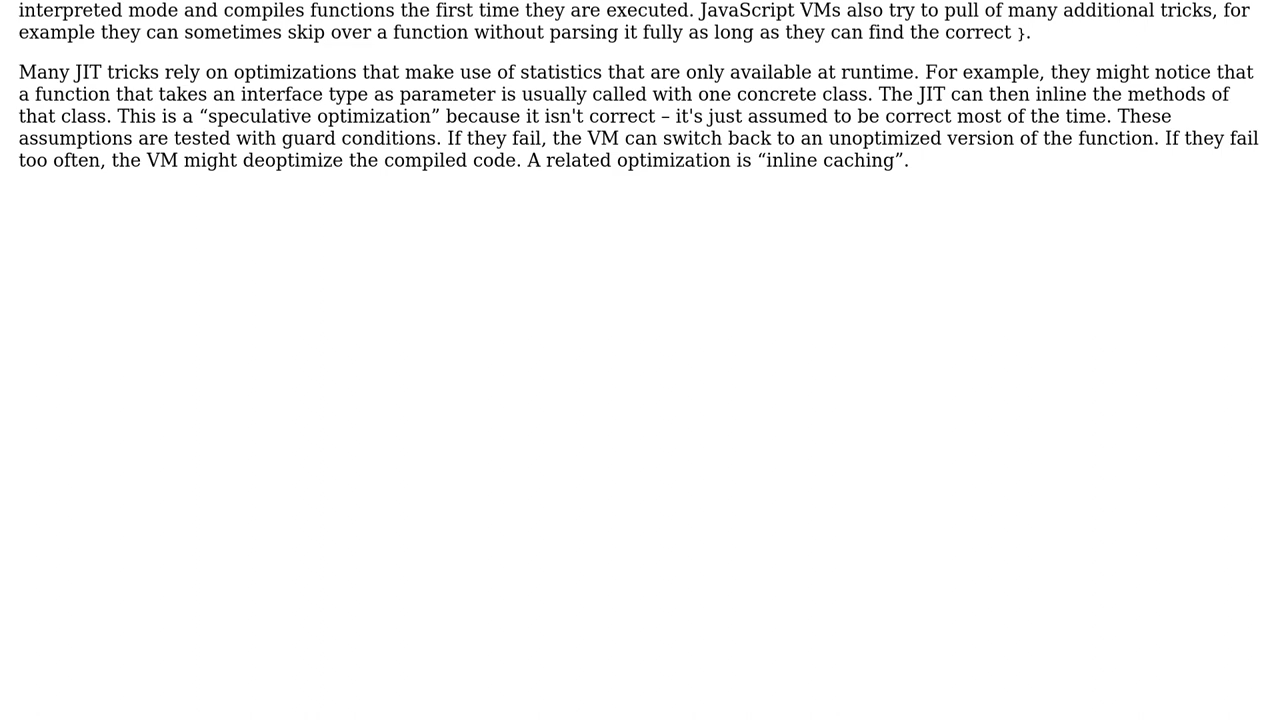 interpreted mode and compiles functions the first time they are executed. JavaScript VMs also try to pull of many additional tricks, for
example they can sometimes skip over a function without parsing it fully as long as they can find the correct }.
Many JIT tricks rely on optimizations that make use of statistics that are only available at runtime. For example, they might notice that
a function that takes an interface type as parameter is usually called with one concrete class. The JIT can then inline the methods of
that class. This is a “speculative optimization” because it isn't correct – it's just assumed to be correct most of the time. These
assumptions are tested with guard conditions. If they fail, the VM can switch back to an unoptimized version of the function. If they fail
too often, the VM might deoptimize the compiled code. A related optimization is “inline caching”.